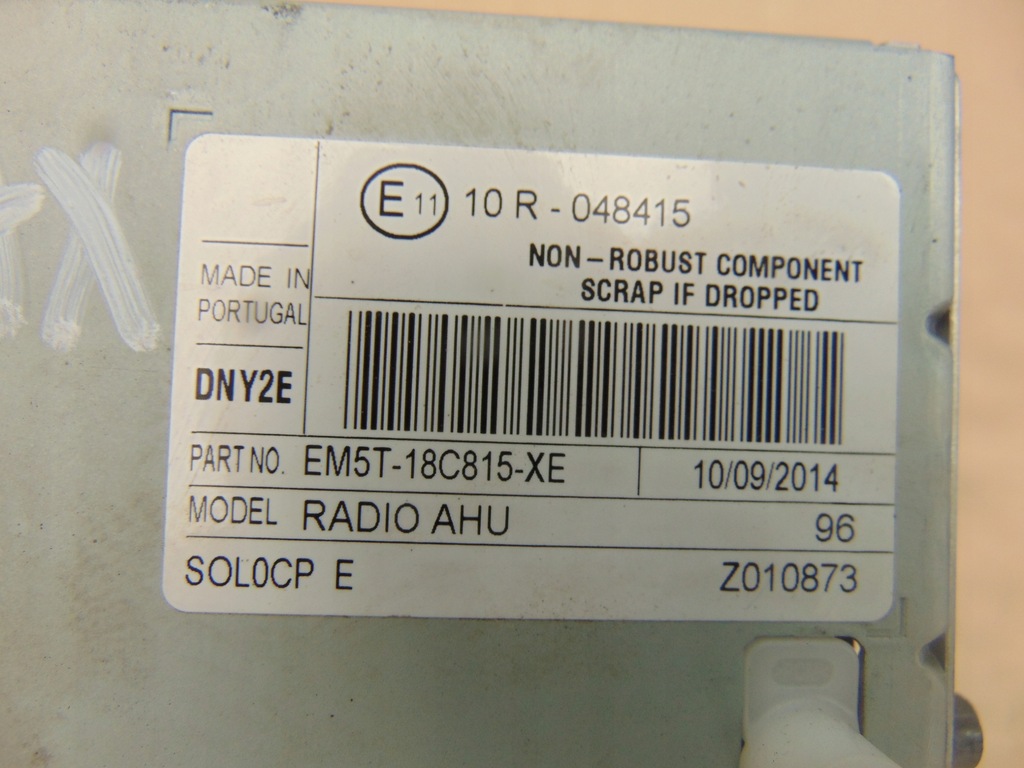 E 11 10 R - 048415
NON-ROBUST COMPONENT
SCRAP IF DROPPED
MADE IN
PORTUGAL
DNY2E
PART NO. EM5T-18C815-XE 10/09/2014
MODEL RADIO AHU 96
SOL0CP E Z010873